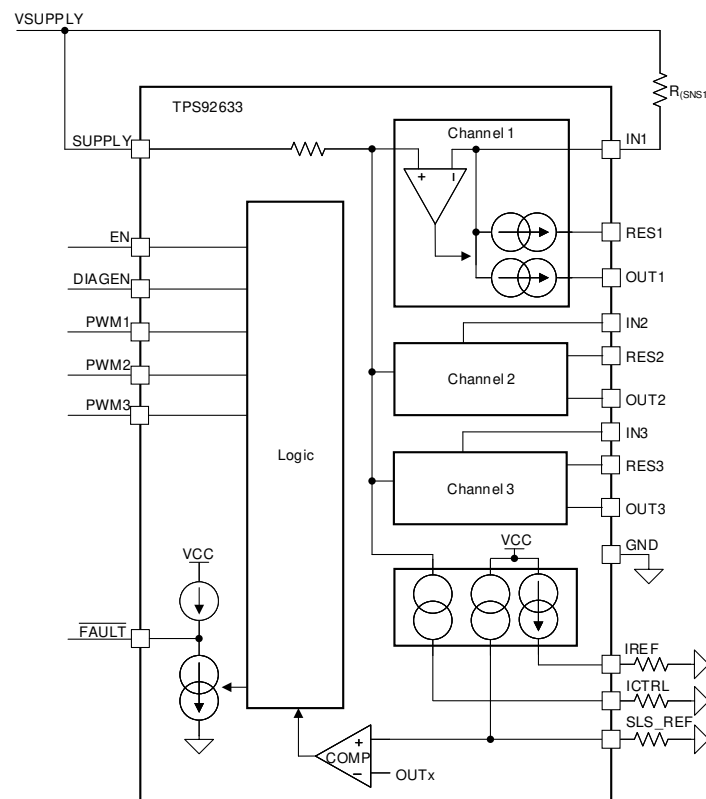 VSUPPLY
R(SNS1
TPS92633
SUPPLY
Channel 1
IN1
+
−
RES1
OUT1
EN
DIAGEN
PWM1
PWM2
PWM3
Logic
IN2
RES2
Channel 2
OUT2
IN3
RES3
Channel 3
OUT3
VCC
GND
VCC
FAULT
IREF
ICTRL
SLS_REF
+
COMP
−
OUTx